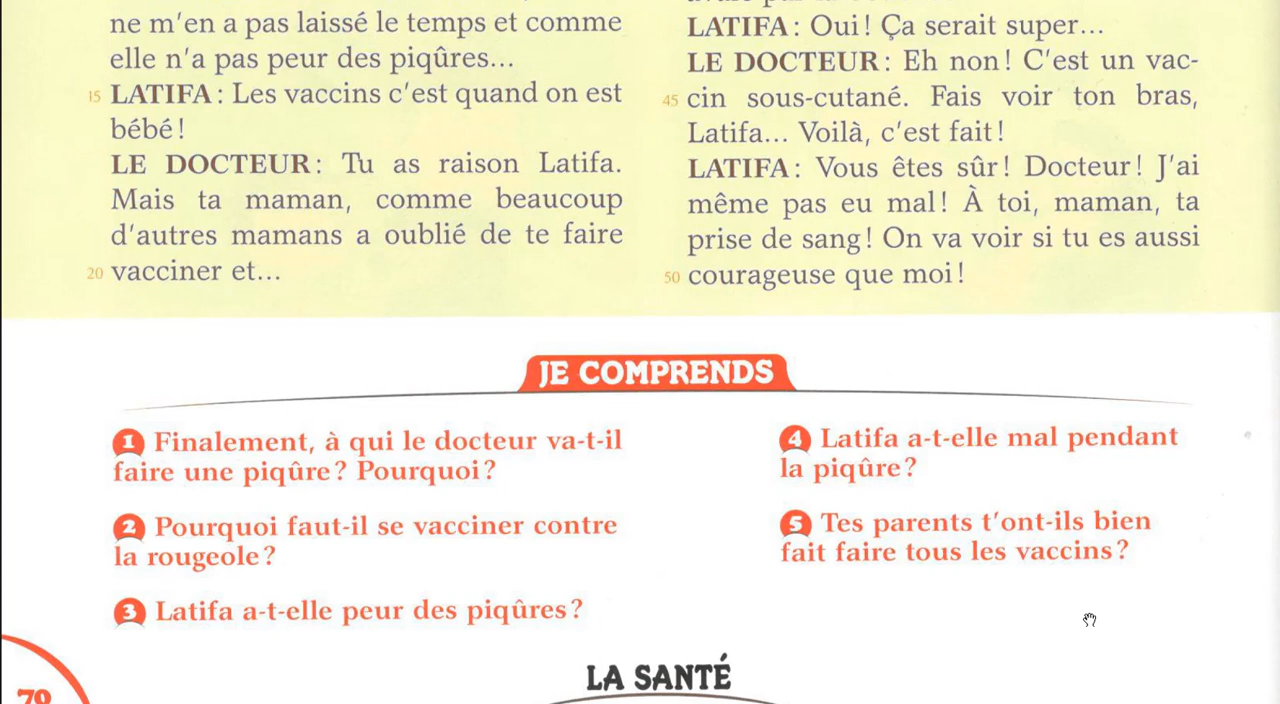 ne m'en a pas laissé le temps et comme
elle n'a pas peur des piqûres...
15 LATIFA : Les vaccins c'est quand on est
bébé !
LE DOCTEUR : Tu as raison Latifa.
Mais ta maman, comme beaucoup
d'autres mamans a oublié de te faire
20 vacciner et...
LATIFA : Oui ! Ça serait super...
LE DOCTEUR : Eh non ! C'est un vac-
45 cin sous-cutané. Fais voir ton bras,
Latifa... Voilà, c'est fait !
LATIFA : Vous êtes sûr ! Docteur ! J'ai
même pas eu mal ! À toi, maman, ta
prise de sang ! On va voir si tu es aussi
50 courageuse que moi !
JE COMPRENDS
1 Finalement, à qui le docteur va-t-il
faire une piqûre ? Pourquoi ?
2 Pourquoi faut-il se vacciner contre
la rougeole ?
3 Latifa a-t-elle peur des piqûres ?
4 Latifa a-t-elle mal pendant
la piqûre ?
5 Tes parents t'ont-ils bien
fait faire tous les vaccins ?
LA SANTÉ